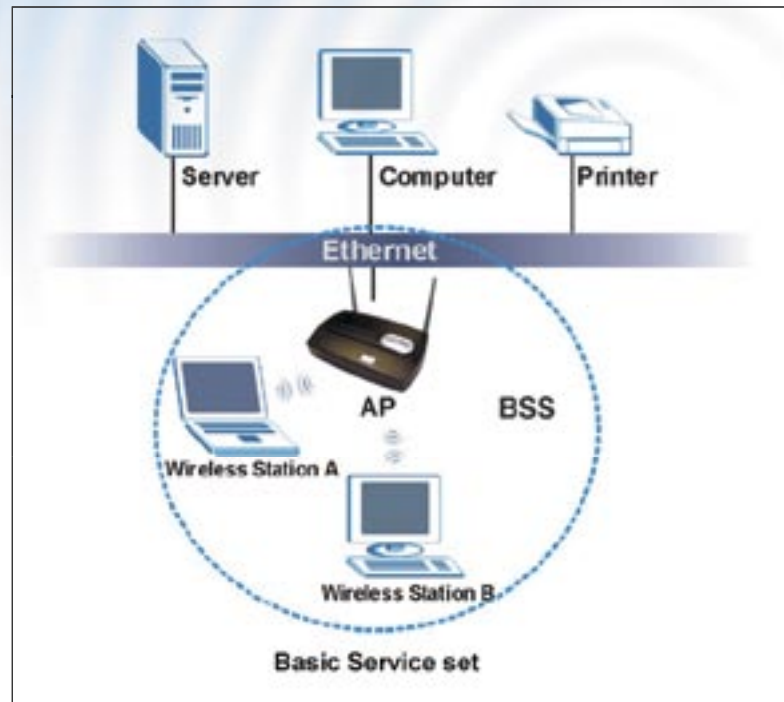 Server
Computer
Printer
Ethernet
AP
BSS
Wireless Station A
Wireless Station B
Basic Service set